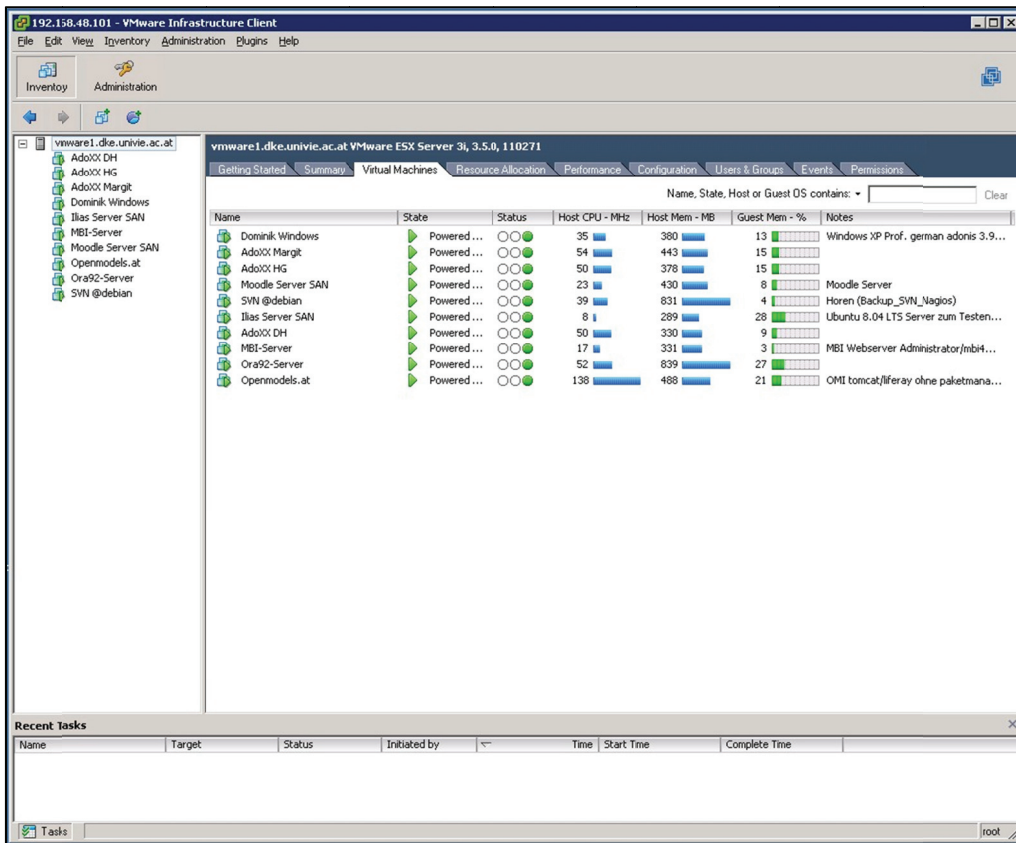 192.158.48.101 - VMware Infrastructure Client
File Edit View Inventory Administration Plugins Help
Inventoy Administration
vmware1.dke.univie.ac.at
AdoXX DH
AdoXX HG
AdoXX Margit
Dominik Windows
Ilias Server SAN
MBI-Server
Moodle Server SAN
Openmodels.at
Ora92-Server
SVN @debian
vmware1.dke.univie.ac.at VMware ESX Server 3i, 3.5.0, 110271
Getting Started Summary Virtual Machines Resource Allocation Performance Configuration Users & Groups Events Permissions
Name, State, Host or Guest OS contains: Clear
Name State Status Host CPU - MHz Host Mem - MB Guest Mem - % Notes
Dominik Windows Powered ... 35 380 13 Windows XP Prof. german adonis 3.9...
AdoXX Margit Powered ... 54 443 15
AdoXX HG Powered ... 50 378 15
Moodle Server SAN Powered ... 23 430 8 Moodle Server
SVN @debian Powered ... 39 831 4 Horen (Backup_SVN_Nagios)
Ilias Server SAN Powered ... 8 289 28 Ubuntu 8.04 LTS Server zum Testen...
AdoXX DH Powered ... 50 330 9
MBI-Server Powered ... 17 331 3 MBI Webserver Administrator/mbi4...
Ora92-Server Powered ... 52 839 27
Openmodels.at Powered ... 138 488 21 OMI tomcat/liferay ohne paketmana...
Recent Tasks
Name Target Status Initiated by Time Start Time Complete Time
Tasks root